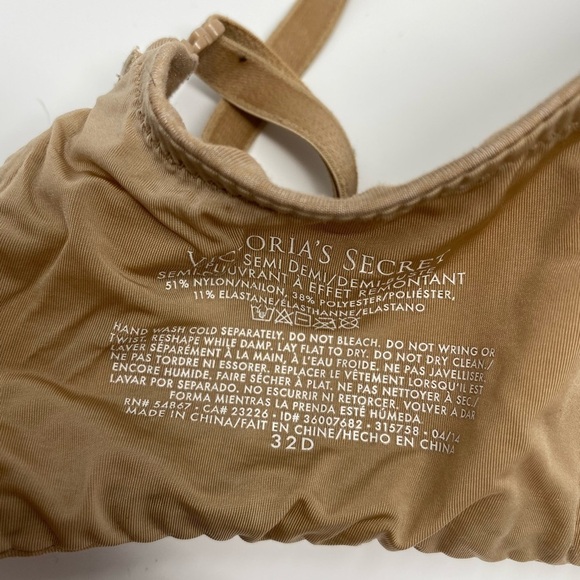 VICTORIA'S SECRET
SEMI DEMI/DEMI-MONTANT
SEMI-COUVRANT À EFFET
51% NYLON/NAILON, 38% POLYESTER/POLIÉSTER,
11% ELASTANE/ÉLASTHANNE/ELASTANO
HAND WASH COLD SEPARATELY. DO NOT BLEACH. DO NOT WRING OR
TWIST. RESHAPE WHILE DAMP. LAY FLAT TO DRY. DO NOT DRY CLEAN./
LAVER SÉPARÉMENT À LA MAIN, À L'EAU FROIDE. NE PAS JAVELLISER.
NE PAS TORDRE NI ESSORER. REPLACER LE VÊTEMENT LORSQU'IL EST
ENCORE HUMIDE. FAIRE SÉCHER À PLAT. NE PAS NETTOYER À SEC/
LAVAR POR SEPARADO. NO ESCURRIR NI RETORCER. VOLVER A DAR
FORMA MIENTRAS LA PRENDA ESTÉ HÚMEDA.
RN# 54867 • CA# 23226 • ID# 36007682 • 315758 • 04/14
MADE IN CHINA/FAIT EN CHINE/HECHO EN CHINA
32D